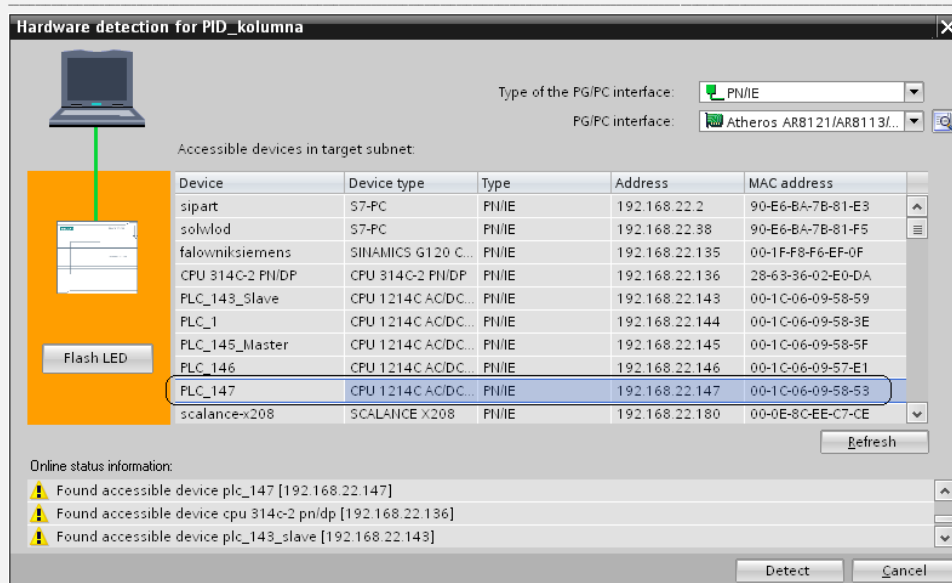 Hardware detection for PID_kolumna
Type of the PG/PC interface: PN/IE
PG/PC interface: Atheros AR8121/AR8113/...
Accessible devices in target subnet:
Device Device type Type Address MAC address
sipart S7-PC PN/IE 192.168.22.2 90-E6-BA-7B-81-E3
solwlod S7-PC PN/IE 192.168.22.38 90-E6-BA-7B-81-F5
falowniksiemens SINAMICS G120 C... PN/IE 192.168.22.135 00-1F-F8-F6-EF-0F
CPU 314C-2 PN/DP CPU 314C-2 PN/DP PN/IE 192.168.22.136 28-63-36-02-E0-DA
PLC_143_Slave CPU 1214C AC/DC... PN/IE 192.168.22.143 00-1C-06-09-58-59
PLC_1 CPU 1214C AC/DC... PN/IE 192.168.22.144 00-1C-06-09-58-3E
PLC_145_Master CPU 1214C AC/DC... PN/IE 192.168.22.145 00-1C-06-09-58-5F
PLC_146 CPU 1214C AC/DC... PN/IE 192.168.22.146 00-1C-06-09-57-E1
PLC_147 CPU 1214C AC/DC... PN/IE 192.168.22.147 00-1C-06-09-58-53
scalance-x208 SCALANCE X208 PN/IE 192.168.22.180 00-0E-8C-EE-C7-CE
Flash LED
Refresh
Online status information:
Found accessible device plc_147 [192.168.22.147]
Found accessible device cpu 314c-2 pn/dp [192.168.22.136]
Found accessible device plc_143_slave [192.168.22.143]
Detect Cancel